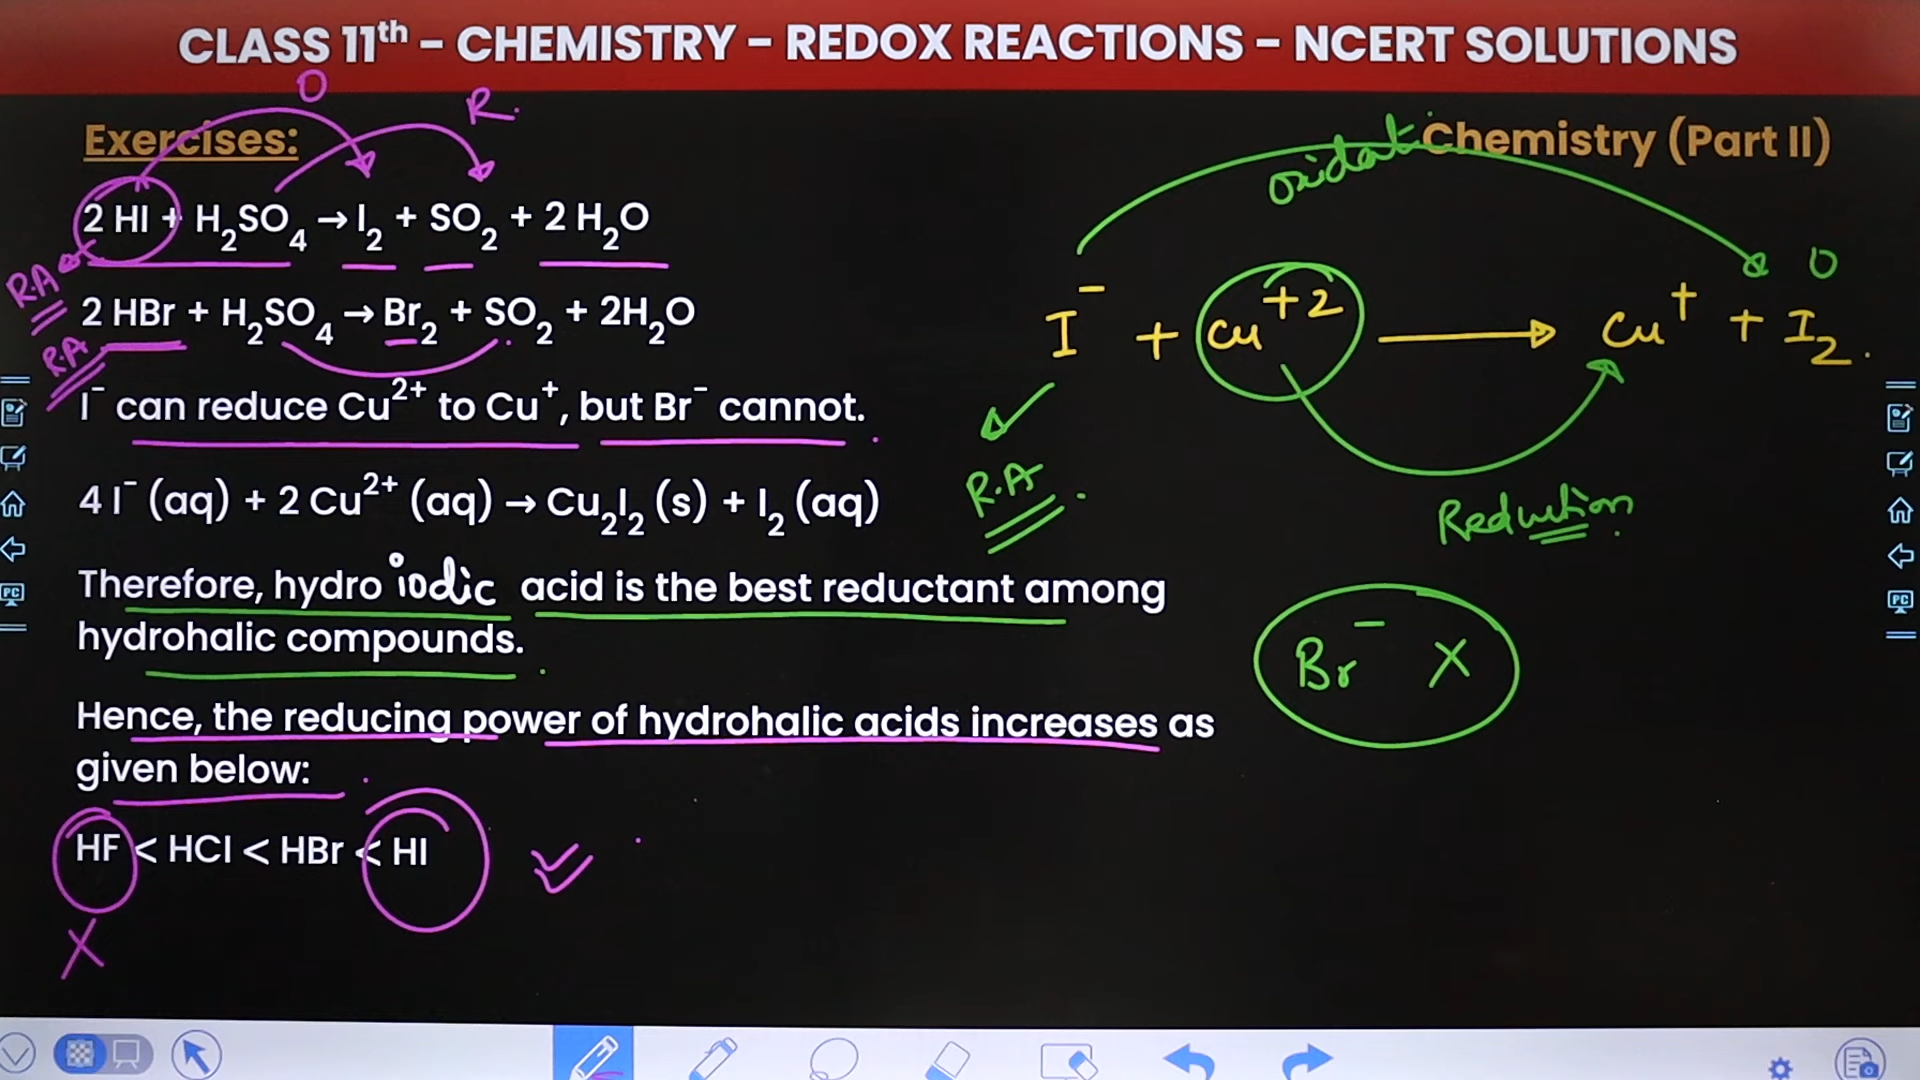 CLASS 11th – CHEMISTRY – REDOX REACTIONS – NCERT SOLUTIONS
O
R.
Exercises:
Chemistry (Part II)
oxidat
2 HI + H2SO4 → I2 + SO2 + 2 H2O
R.A
2 HBr + H2SO4 → Br2 + SO2 + 2H2O
R.A
I⁻ can reduce Cu2+ to Cu+, but Br⁻ cannot.
4 I⁻ (aq) + 2 Cu2+ (aq) → Cu2I2 (s) + I2 (aq)
Therefore, hydro iodic acid is the best reductant among
hydrohalic compounds.
Hence, the reducing power of hydrohalic acids increases as
given below:
HF < HCl < HBr < HI
X
O
I⁻ + Cu+2 → Cu+ + I2.
R.A
Reduction
Br⁻ X
PC
PC